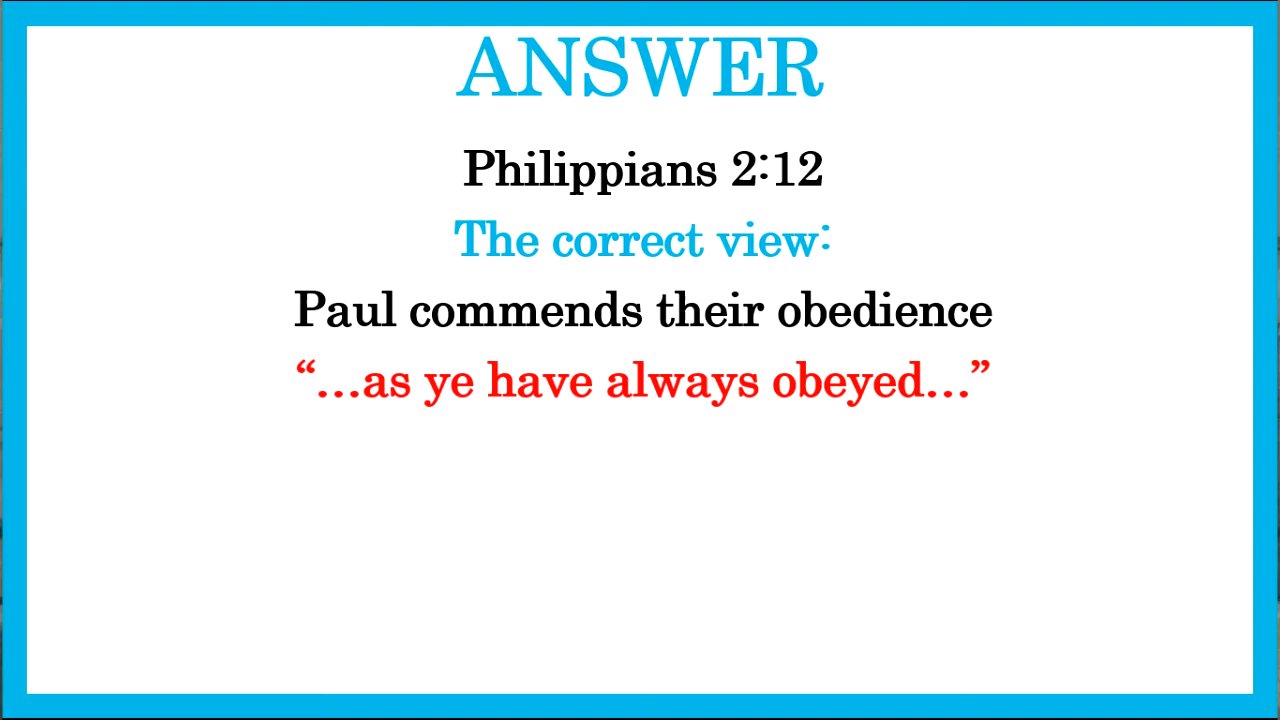 ANSWER
Philippians 2:12
The correct view:
Paul commends their obedience
“…as ye have always obeyed…”